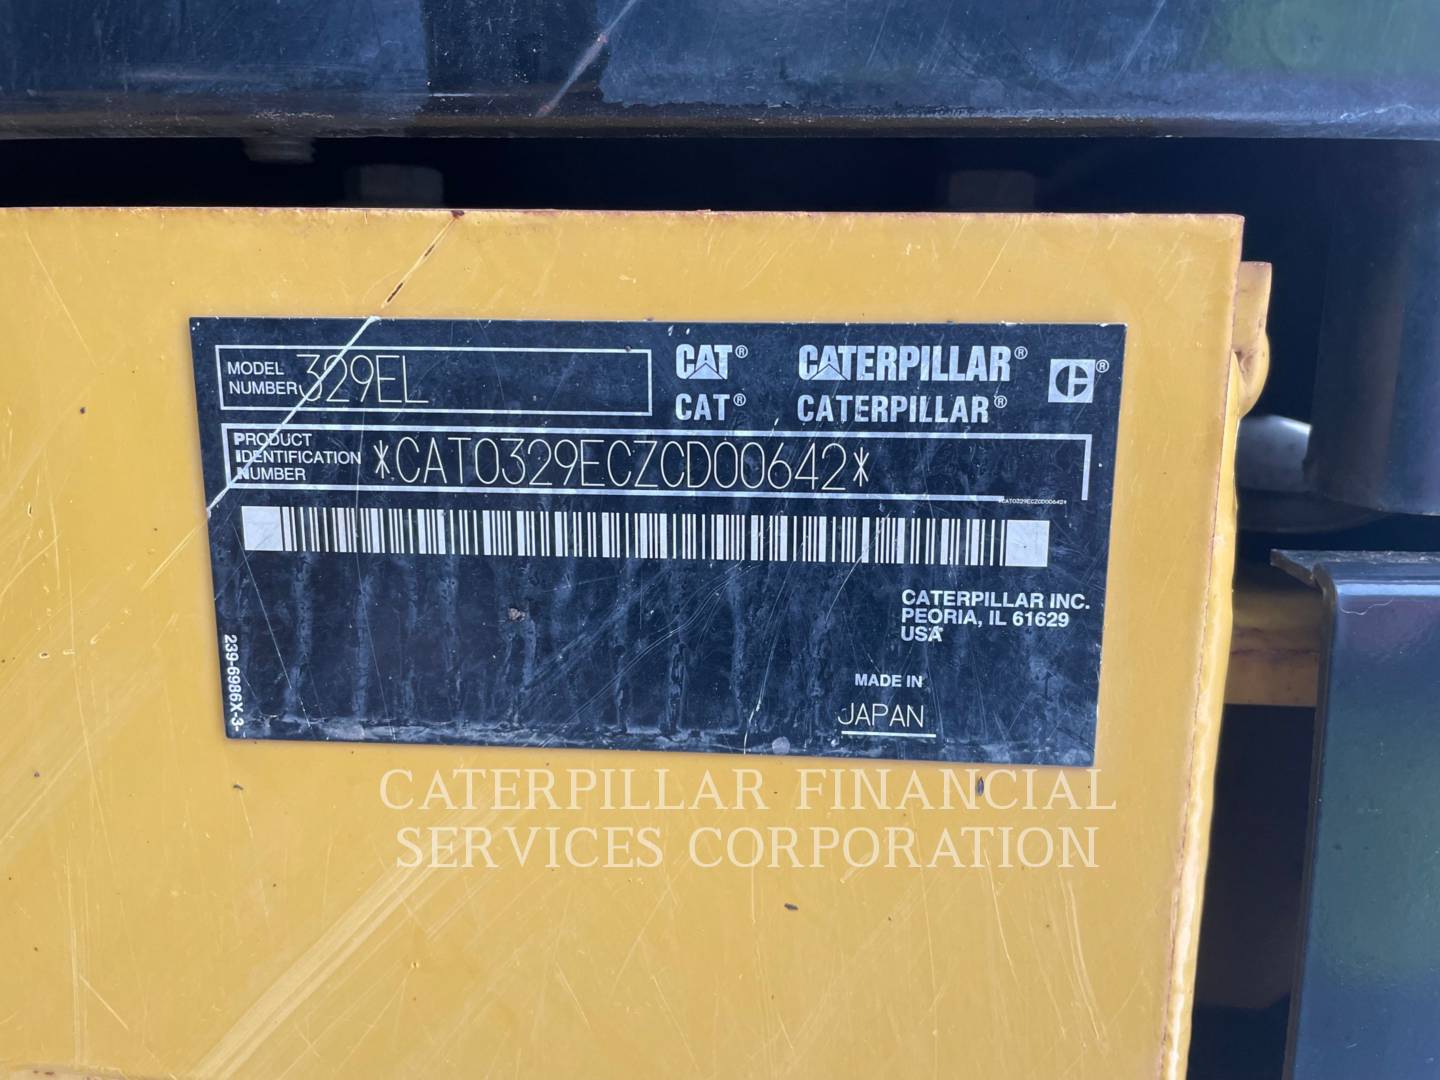 MODEL NUMBER 329EL
CAT® CATERPILLAR® ®
CAT® CATERPILLAR®
PRODUCT IDENTIFICATION NUMBER *CAT0329ECZCD00642*
*CAT0329ECZCD00642*
CATERPILLAR INC.
PEORIA, IL 61629
USA
MADE IN
JAPAN
239-6986X-3-
CATERPILLAR FINANCIAL
SERVICES CORPORATION